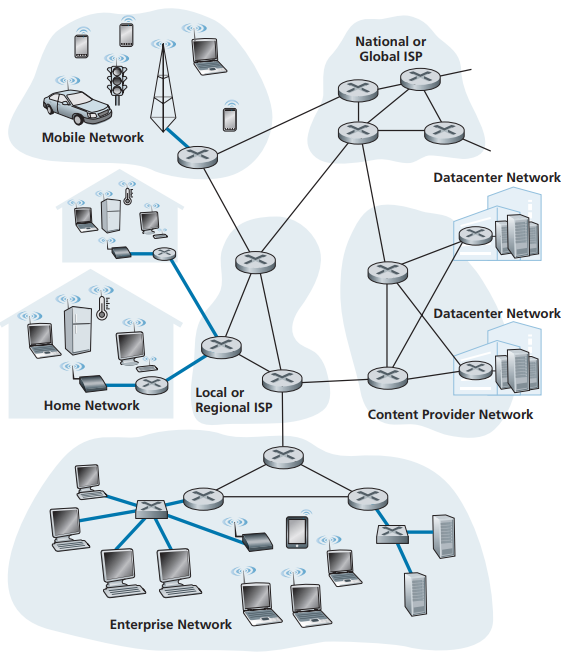 National or
Global ISP
Mobile Network
Datacenter Network
Datacenter Network
Home Network
Local or
Regional ISP
Content Provider Network
Enterprise Network